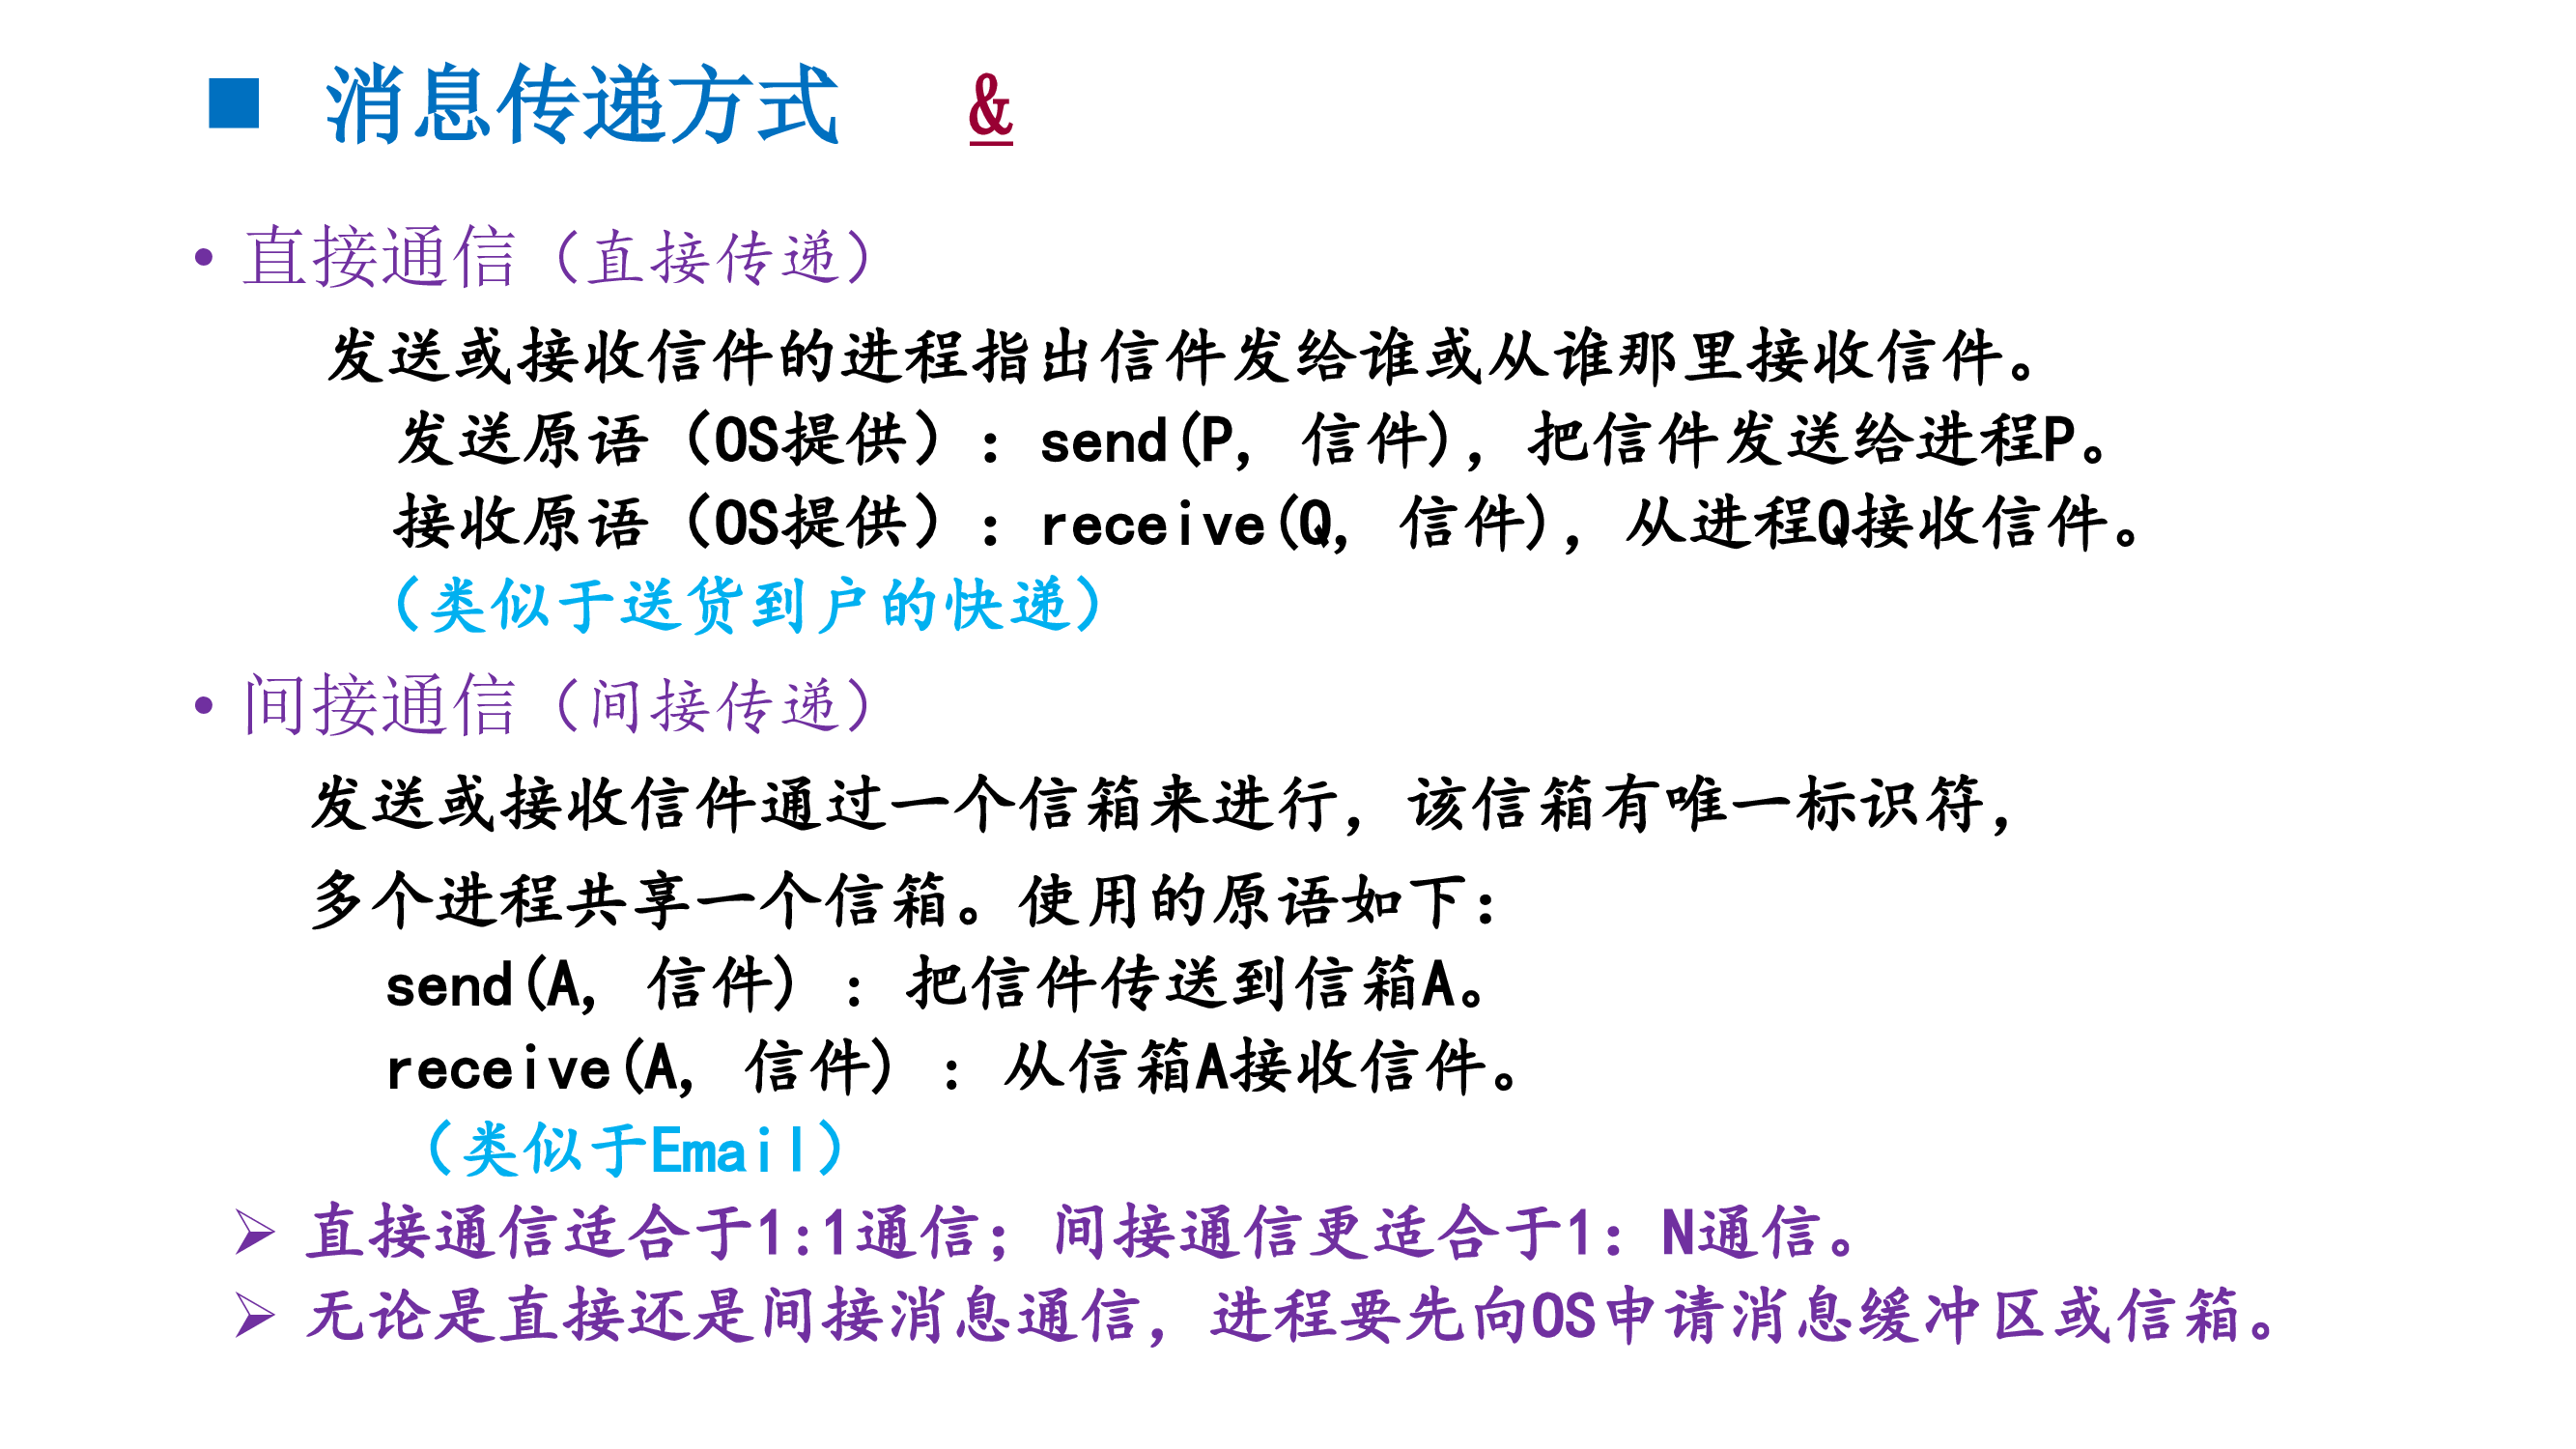 ■ 消息传递方式 &
• 直接通信（直接传递）
发送或接收信件的进程指出信件发给谁或从谁那里接收信件。
发送原语（OS提供）：send(P, 信件)，把信件发送给进程P。
接收原语（OS提供）：receive(Q, 信件)，从进程Q接收信件。
（类似于送货到户的快递）
• 间接通信（间接传递）
发送或接收信件通过一个信箱来进行，该信箱有唯一标识符，
多个进程共享一个信箱。使用的原语如下：
send(A, 信件) ：把信件传送到信箱A。
receive(A, 信件) ：从信箱A接收信件。
（类似于Email）
➢ 直接通信适合于1:1通信；间接通信更适合于1：N通信。
➢ 无论是直接还是间接消息通信，进程要先向OS申请消息缓冲区或信箱。